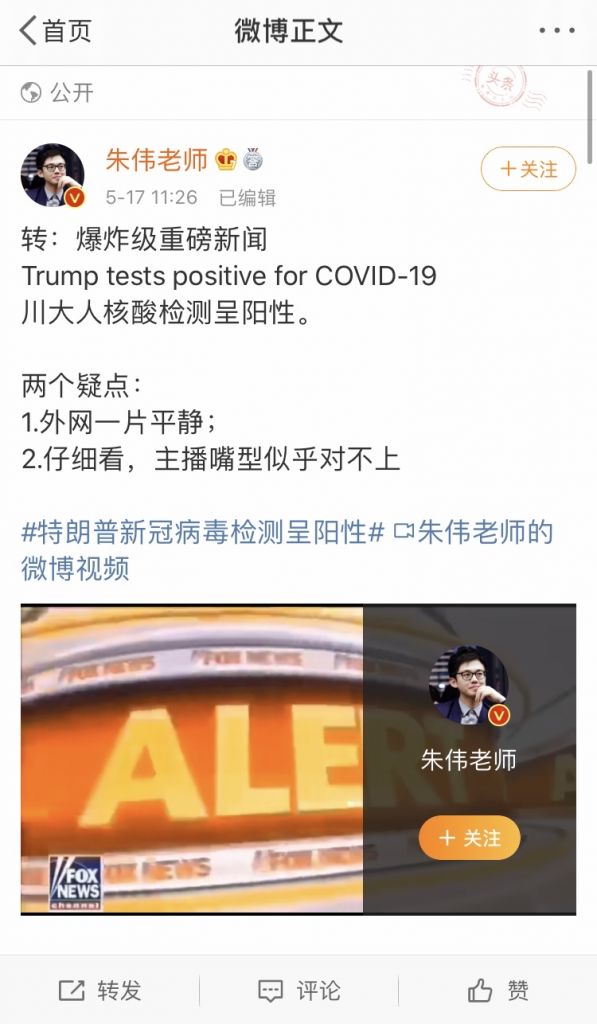 首页
微博正文
公开
头条
朱伟老师
+关注
5-17 11:26 已编辑
转：爆炸级重磅新闻
Trump tests positive for COVID-19
川大人核酸检测呈阳性。
两个疑点：
1.外网一片平静；
2.仔细看，主播嘴型似乎对不上
#特朗普新冠病毒检测呈阳性# 朱伟老师的
微博视频
FOX NEWS
FOX NEWS
ALERT
朱伟老师
+ 关注
FOX
NEWS
channel
转发
评论
赞